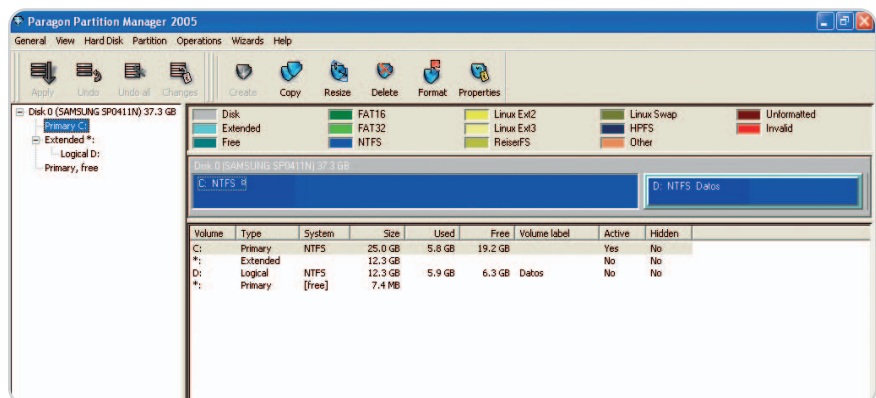 Paragon Partition Manager 2005
General View Hard Disk Partition Operations Wizards Help
Apply Undo Undo all Changes Create Copy Resize Delete Format Properties
Disk 0 (SAMSUNG SP0411N) 37.3 GB
Primary C:
Extended *:
Logical D:
Primary, free
Disk FAT16 Linux Ext2 Linux Swap Unformatted
Extended FAT32 Linux Ext3 HPFS Invalid
Free NTFS ReiserFS Other
Disk 0 (SAMSUNG SP0411N) 37.3 GB
C: NTFS
D: NTFS Datos
Volume Type System Size Used Free Volume label Active Hidden
C: Primary NTFS 25.0 GB 5.8 GB 19.2 GB Yes No
*: Extended 12.3 GB No No
D: Logical NTFS 12.3 GB 5.9 GB 6.3 GB Datos No No
*: Primary [free] 7.4 MB